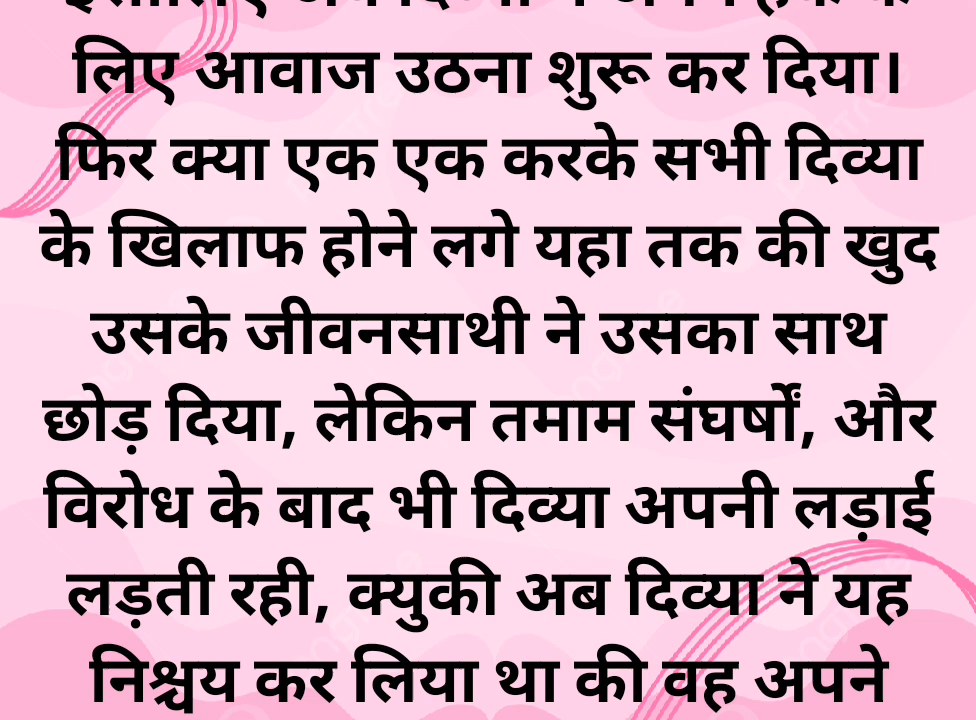 लिए आवाज उठना शुरू कर दिया।
फिर क्या एक एक करके सभी दिव्या
के खिलाफ होने लगे यहा तक की खुद
उसके जीवनसाथी ने उसका साथ
छोड़ दिया, लेकिन तमाम संघर्षों, और
विरोध के बाद भी दिव्या अपनी लड़ाई
लड़ती रही, क्युकी अब दिव्या ने यह
निश्चय कर लिया था की वह अपने